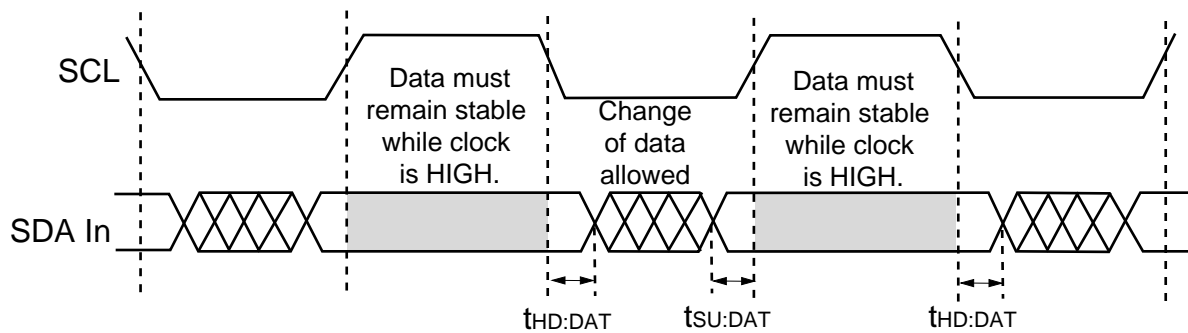 SCL
Data must
remain stable
while clock
is HIGH.
Change
of data
allowed
Data must
remain stable
while clock
is HIGH.
SDA In
tHD:DAT
tSU:DAT
tHD:DAT